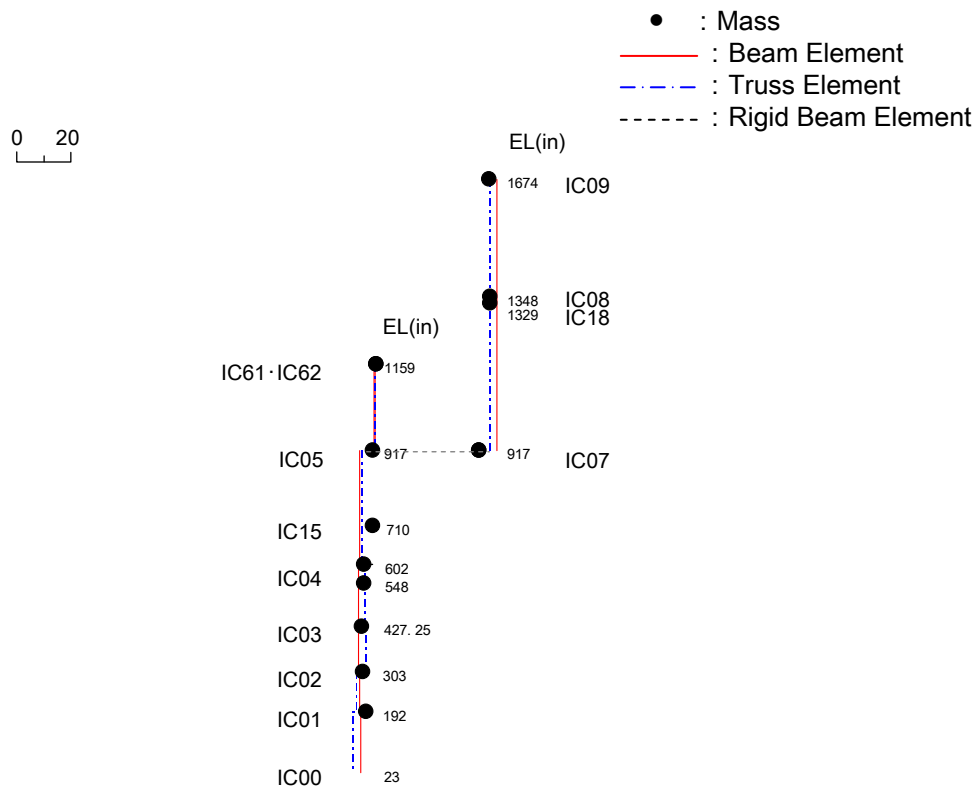 : Mass
: Beam Element
: Truss Element
: Rigid Beam Element
0 20
EL(in)
1674 IC09
1348 IC08
1329 IC18
EL(in)
IC61·IC62 1159
IC05 917 917 IC07
IC15 710
602
IC04 548
IC03 427. 25
IC02 303
IC01 192
IC00 23